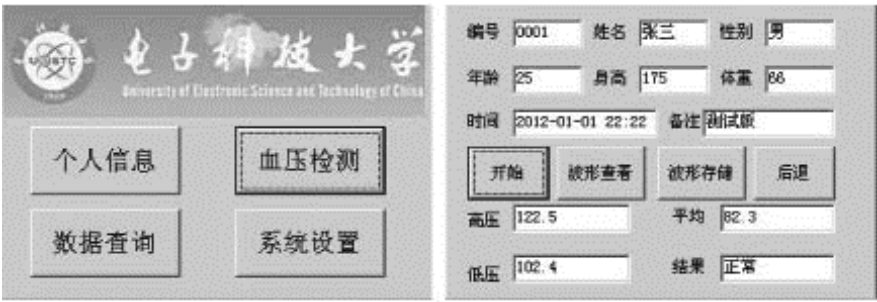 电子科技大学
University of Electronic Science and Technology of China
个人信息 血压检测
数据查询 系统设置
编号 0001 姓名 张三 性别 男
年龄 25 身高 175 体重 66
时间 2012-01-01 22:22 备注 测试版
开始 波形查看 波形存储 后退
高压 122.5 平均 82.3
低压 102.4 结果 正常